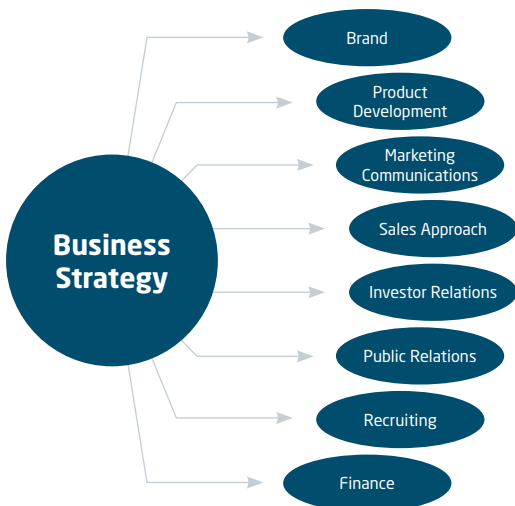 Brand
Product
Development
Marketing
Communications
Business
Strategy
Sales Approach
Investor Relations
Public Relations
Recruiting
Finance